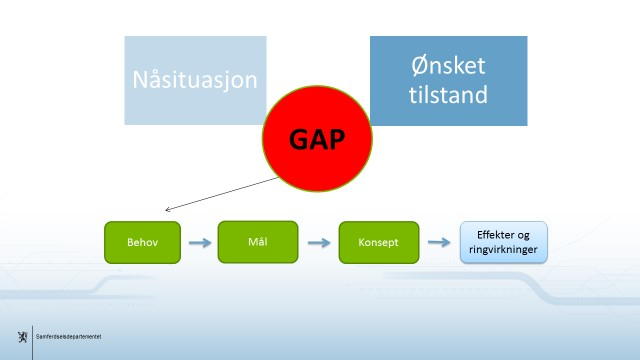 Nåsituasjon
Ønsket
tilstand
GAP
Behov
Mål
Konsept
Effekter og
ringvirkninger
Samferdselsdepartementet